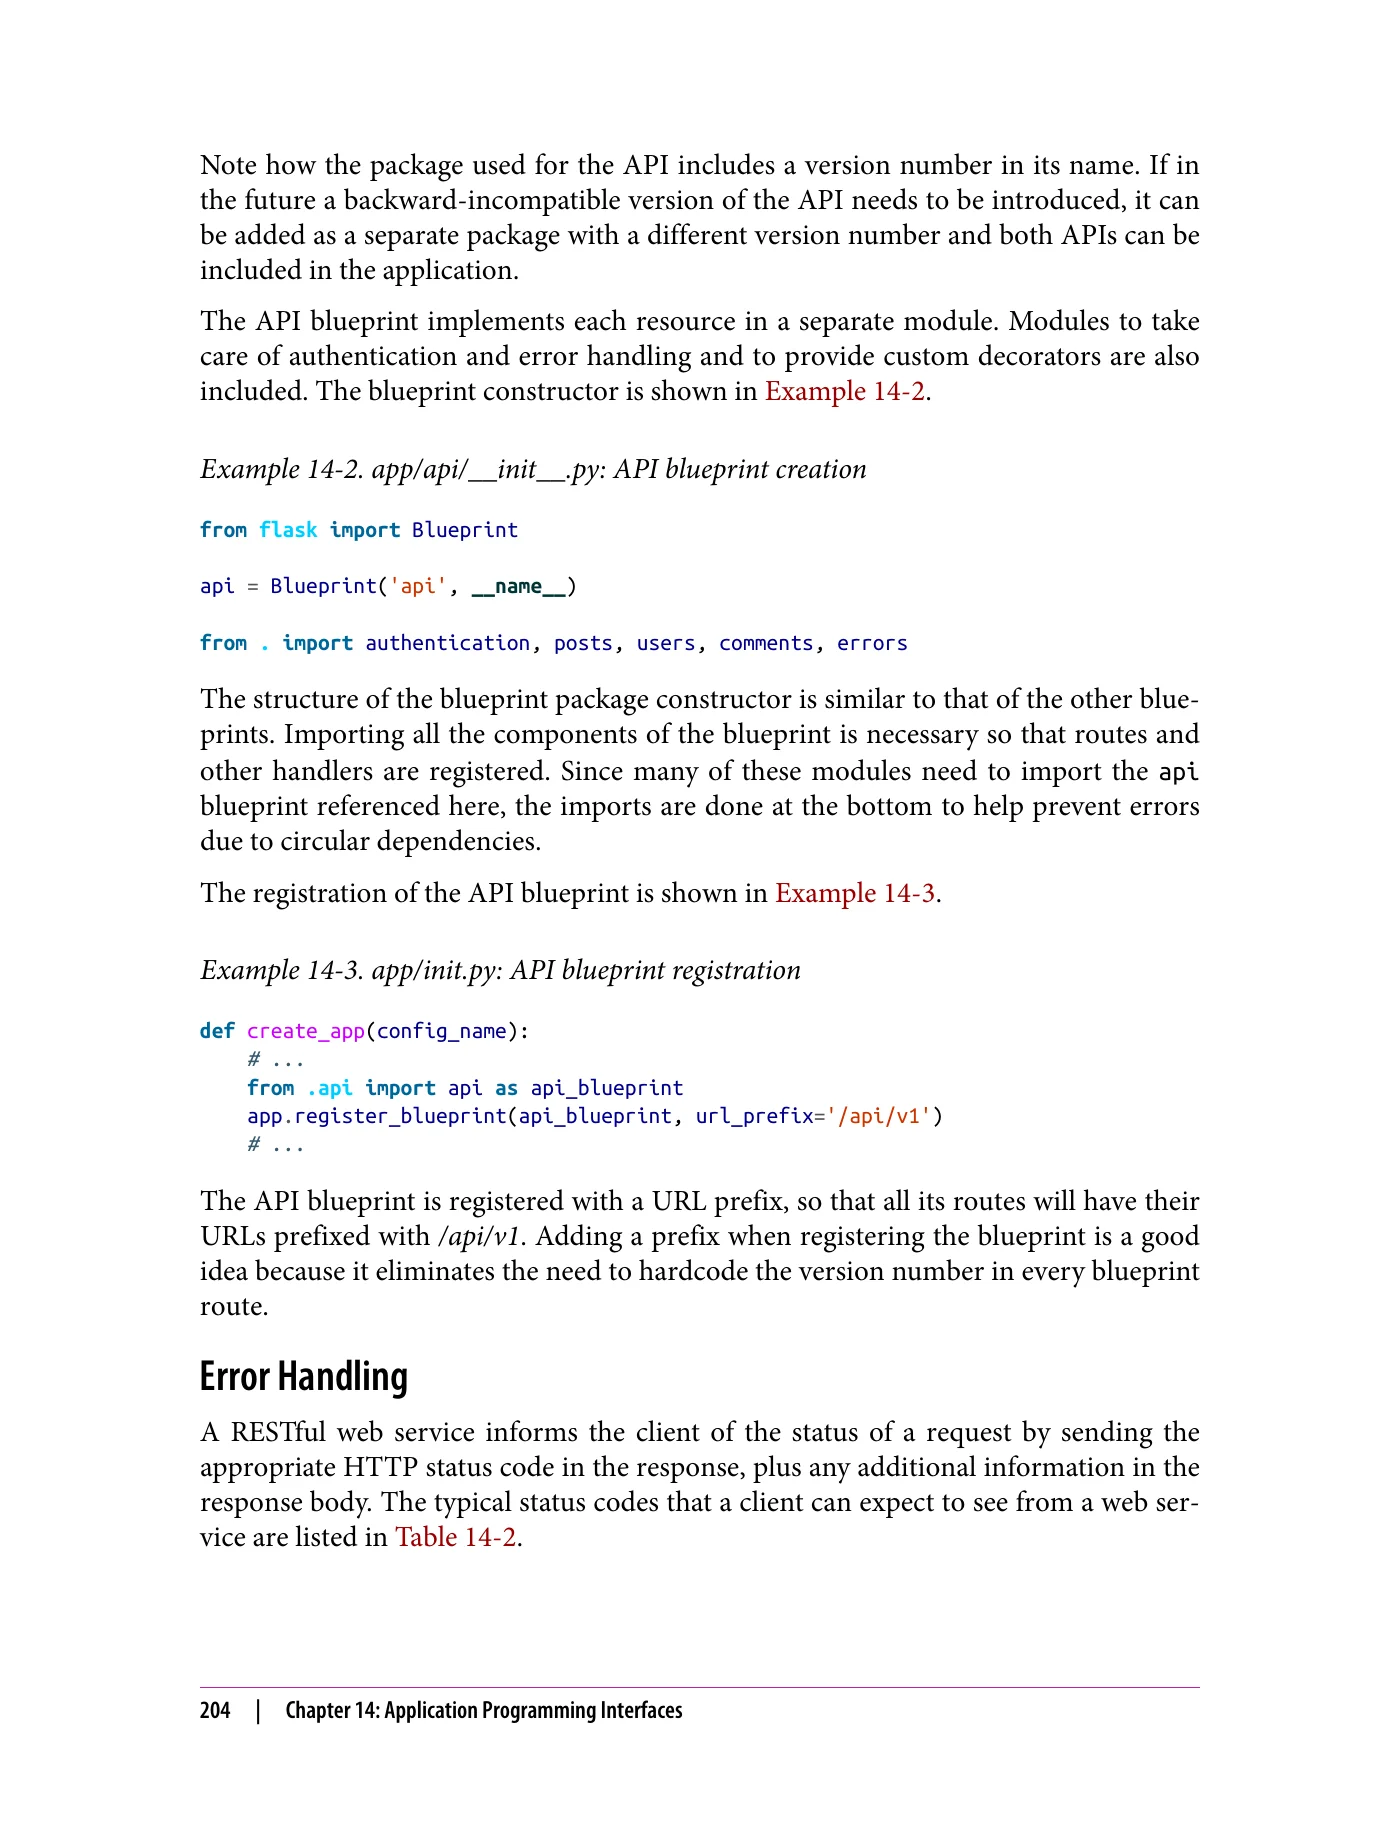 Note how the package used for the API includes a version number in its name. If in
the future a backward-incompatible version of the API needs to be introduced, it can
be added as a separate package with a different version number and both APIs can be
included in the application.
The API blueprint implements each resource in a separate module. Modules to take
care of authentication and error handling and to provide custom decorators are also
included. The blueprint constructor is shown in Example 14-2.
Example 14-2. app/api/__init__.py: API blueprint creation
from flask import Blueprint
api = Blueprint('api', __name__)
from . import authentication, posts, users, comments, errors
The structure of the blueprint package constructor is similar to that of the other blue-
prints. Importing all the components of the blueprint is necessary so that routes and
other handlers are registered. Since many of these modules need to import the api
blueprint referenced here, the imports are done at the bottom to help prevent errors
due to circular dependencies.
The registration of the API blueprint is shown in Example 14-3.
Example 14-3. app/init.py: API blueprint registration
def create_app(config_name):
    # ...
    from .api import api as api_blueprint
    app.register_blueprint(api_blueprint, url_prefix='/api/v1')
    # ...
The API blueprint is registered with a URL prefix, so that all its routes will have their
URLs prefixed with /api/v1. Adding a prefix when registering the blueprint is a good
idea because it eliminates the need to hardcode the version number in every blueprint
route.
Error Handling
A RESTful web service informs the client of the status of a request by sending the
appropriate HTTP status code in the response, plus any additional information in the
response body. The typical status codes that a client can expect to see from a web ser-
vice are listed in Table 14-2.
204 | Chapter 14: Application Programming Interfaces